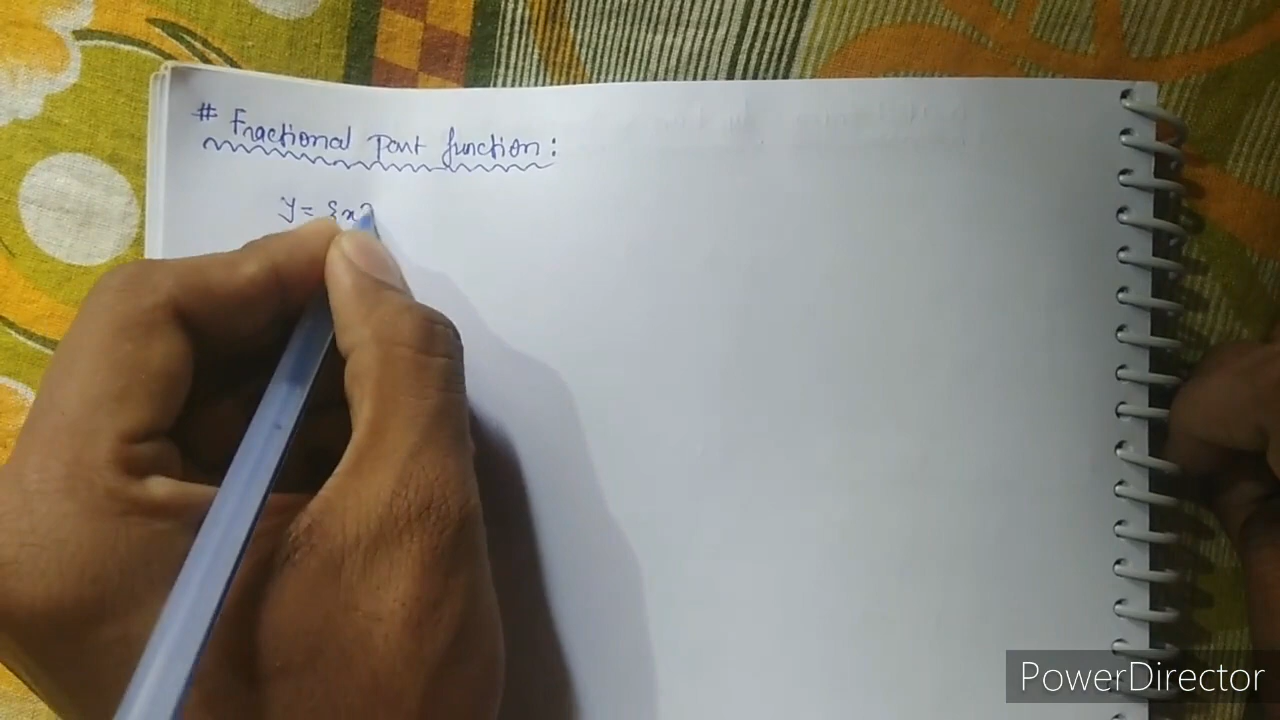 # Fractional part function:
y = {x}
PowerDirector